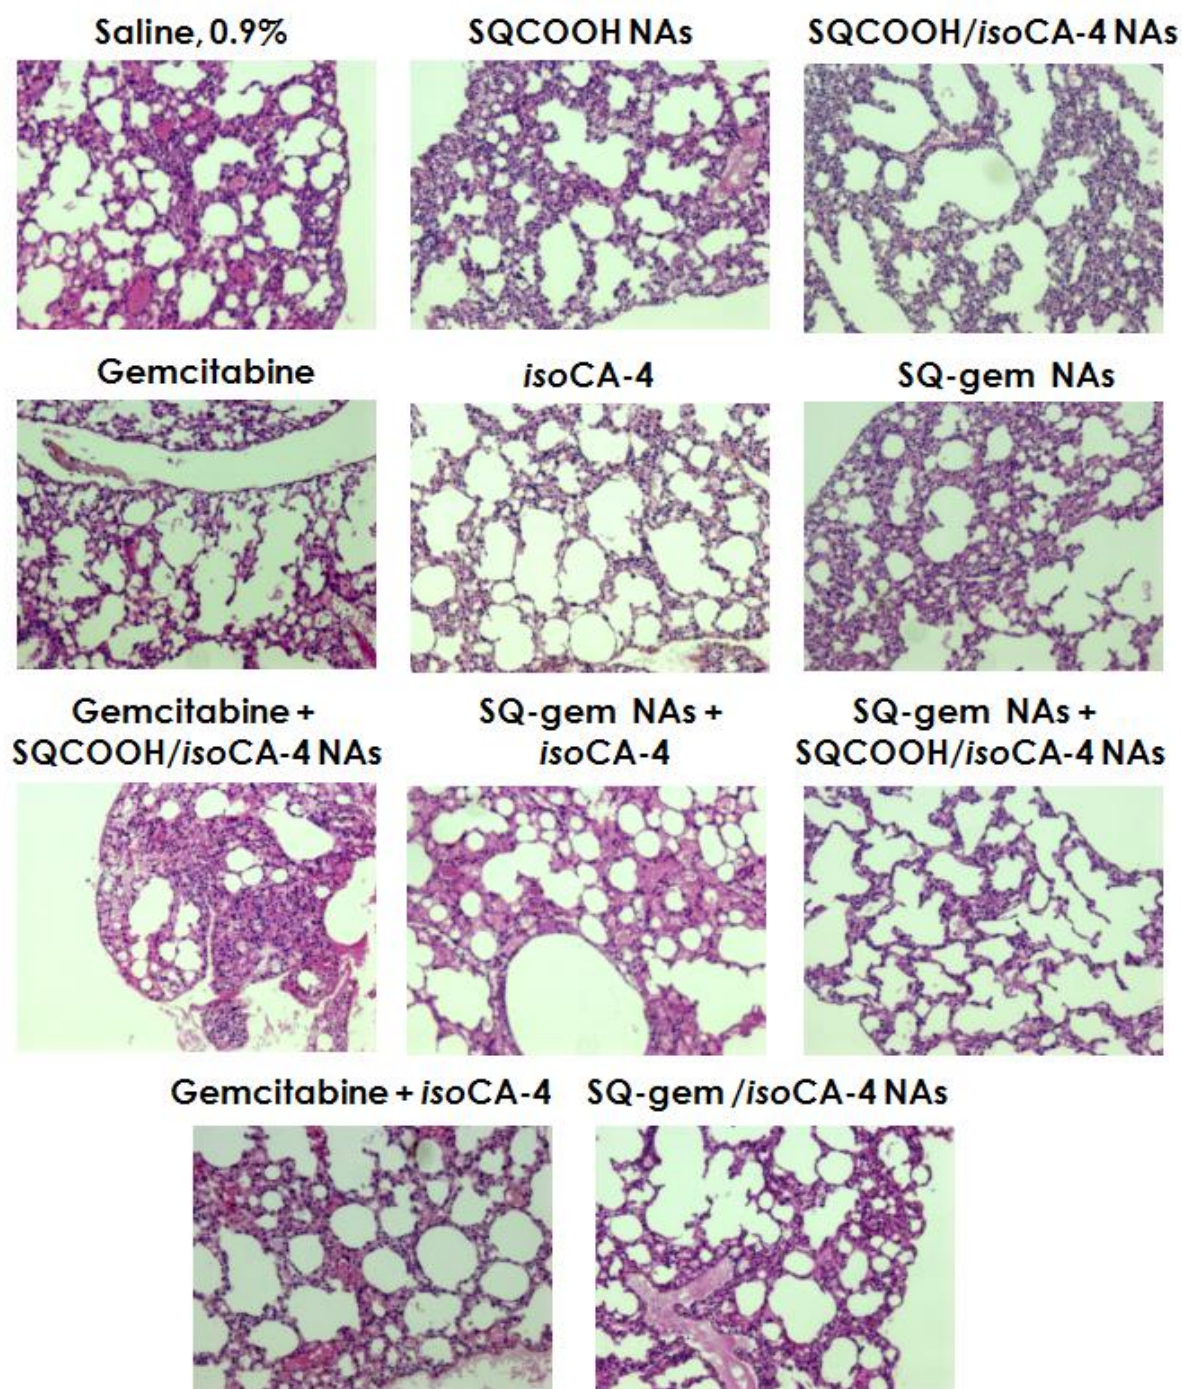 Saline, 0.9%
SQCOOH NAs
SQCOOH/isoCA-4 NAs
Gemcitabine
isoCA-4
SQ-gem NAs
Gemcitabine +
SQCOOH/isoCA-4 NAs
SQ-gem NAs +
isoCA-4
SQ-gem NAs +
SQCOOH/isoCA-4 NAs
Gemcitabine + isoCA-4
SQ-gem /isoCA-4 NAs